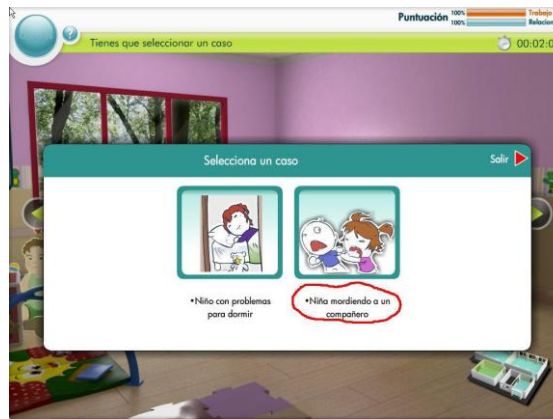 Puntuación 100% Trabajo
100% Relacion
Tienes que seleccionar un caso
00:02:0
Selecciona un caso
Salir
•Niño con problemas
para dormir
•Niña mordiendo a un
compañero